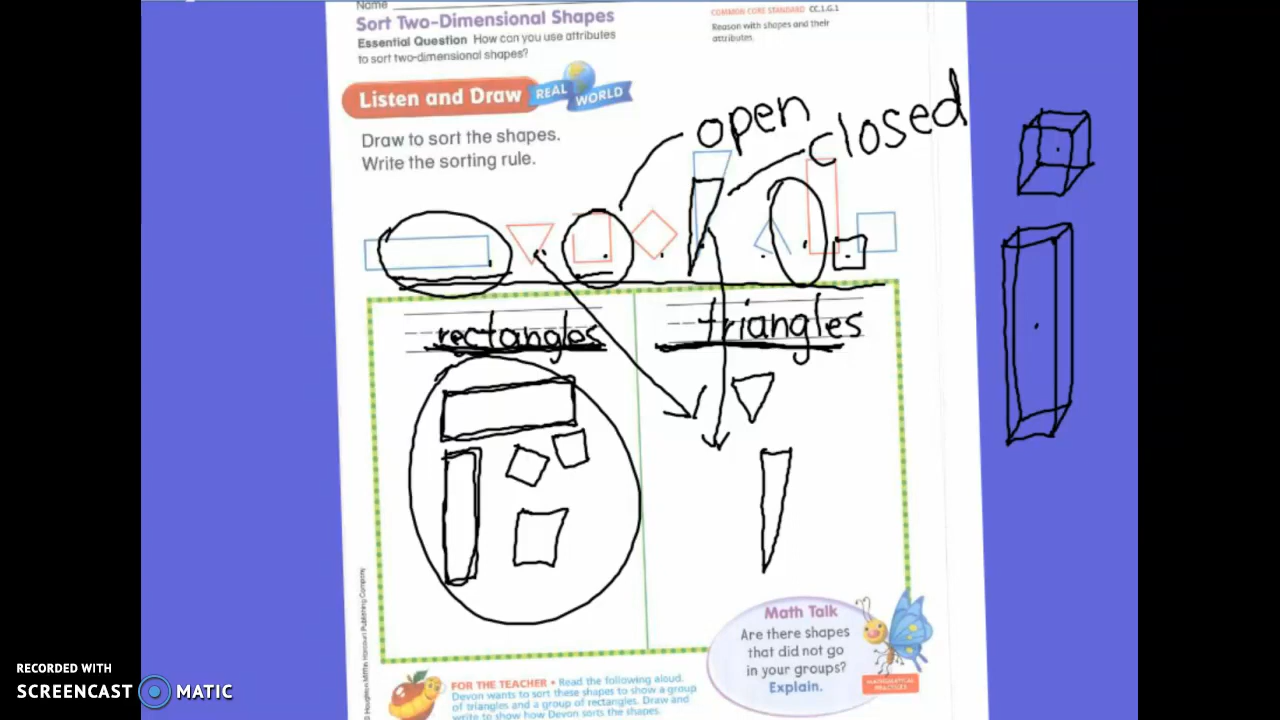 Name
Sort Two-Dimensional Shapes
Essential Question How can you use attributes
to sort two-dimensional shapes?
COMMON CORE STANDARD CC.1.G.1
Reason with shapes and their
attributes.
Listen and Draw
REAL WORLD
Draw to sort the shapes.
Write the sorting rule.
open
closed
rectangles
triangles
Math Talk
Are there shapes
that did not go
in your groups?
Explain.
MATHEMATICAL
PRACTICES
FOR THE TEACHER • Read the following aloud.
Devon wants to sort these shapes to show a group
of triangles and a group of rectangles. Draw and
write to show how Devon sorts the shapes.
© Houghton Mifflin Harcourt Publishing Company
RECORDED WITH
SCREENCAST MATIC